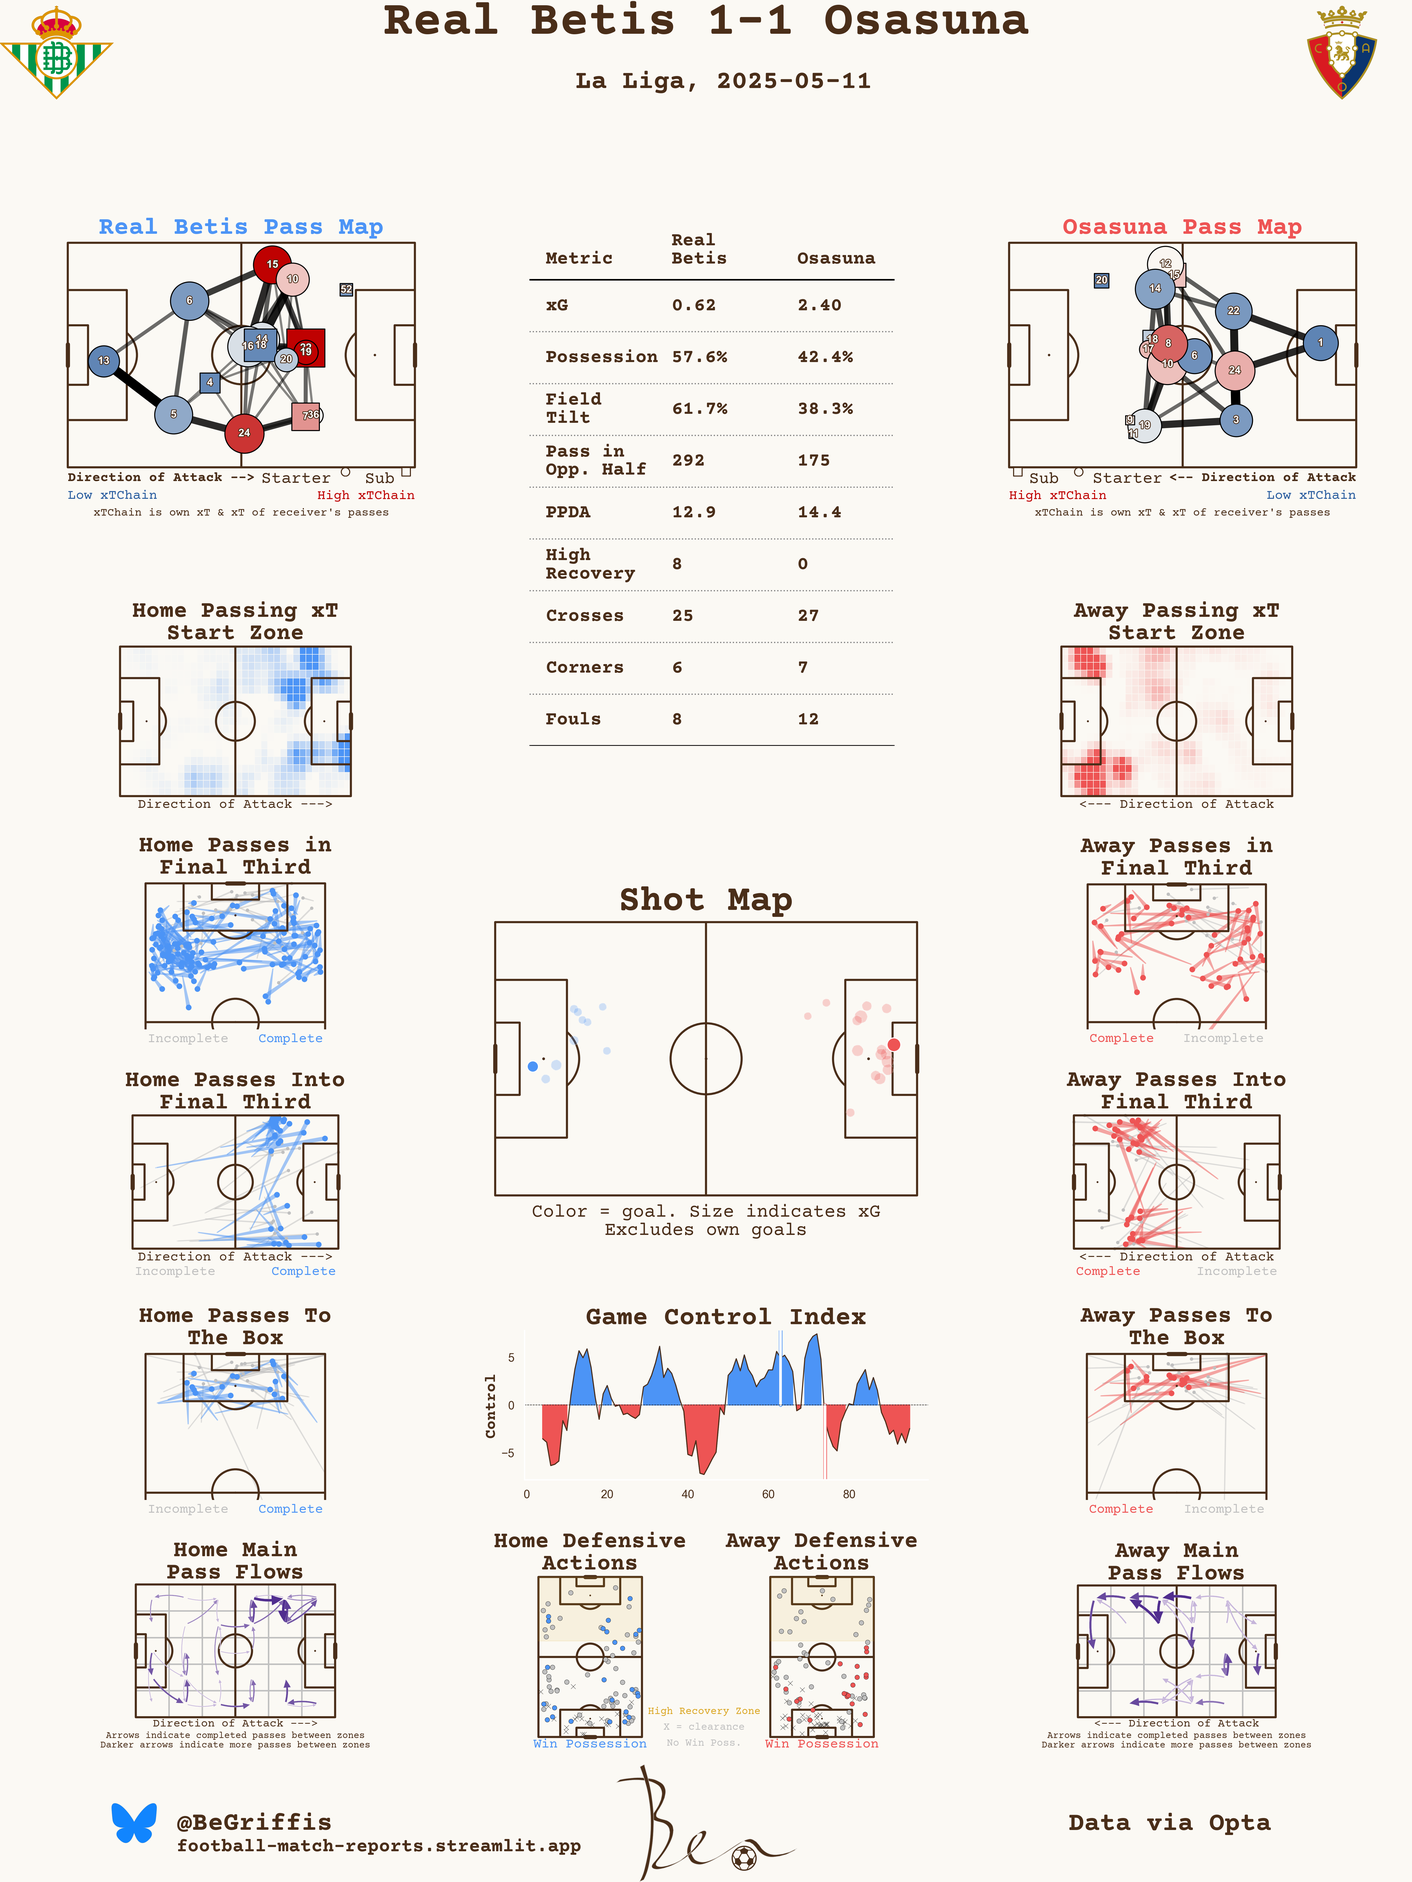 Real Betis 1-1 Osasuna
La Liga, 2025-05-11
Real Betis Pass Map
15
10
6
52
14
16
18
22
19
20
13
4
5
7
36
24
Direction of Attack --> Starter Sub
Low xTChain High xTChain
xTChain is own xT & xT of receiver's passes
Metric Real Betis Osasuna
xG 0.62 2.40
Possession 57.6% 42.4%
Field Tilt 61.7% 38.3%
Pass in Opp. Half 292 175
PPDA 12.9 14.4
High Recovery 8 0
Crosses 25 27
Corners 6 7
Fouls 8 12
Osasuna Pass Map
12
15
20
14
22
18
17
8
1
10
6
24
9
11
19
3
Sub Starter <-- Direction of Attack
High xTChain Low xTChain
xTChain is own xT & xT of receiver's passes
Home Passing xT
Start Zone
Direction of Attack --->
Away Passing xT
Start Zone
<--- Direction of Attack
Home Passes in
Final Third
Incomplete Complete
Away Passes in
Final Third
Complete Incomplete
Shot Map
Color = goal. Size indicates xG
Excludes own goals
Home Passes Into
Final Third
Direction of Attack --->
Incomplete Complete
Away Passes Into
Final Third
<--- Direction of Attack
Complete Incomplete
Home Passes To
The Box
Incomplete Complete
Game Control Index
Control
5
0
−5
0 20 40 60 80
Away Passes To
The Box
Complete Incomplete
Home Main
Pass Flows
Direction of Attack --->
Arrows indicate completed passes between zones
Darker arrows indicate more passes between zones
Home Defensive
Actions
Win Possession
High Recovery Zone
X = clearance
No Win Poss.
Away Defensive
Actions
Win Possession
Away Main
Pass Flows
<--- Direction of Attack
Arrows indicate completed passes between zones
Darker arrows indicate more passes between zones
@BeGriffis
football-match-reports.streamlit.app
Ben
Data via Opta